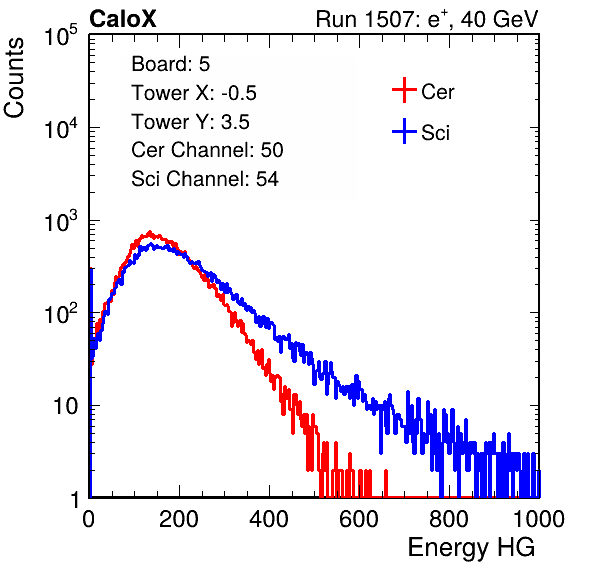 CaloX Run 1507: e⁺, 40 GeV
Counts
Board: 5
Tower X: -0.5
Tower Y: 3.5
Cer Channel: 50
Sci Channel: 54
Cer
Sci
10⁵
10⁴
10³
10²
10
1
0 200 400 600 800 1000
Energy HG